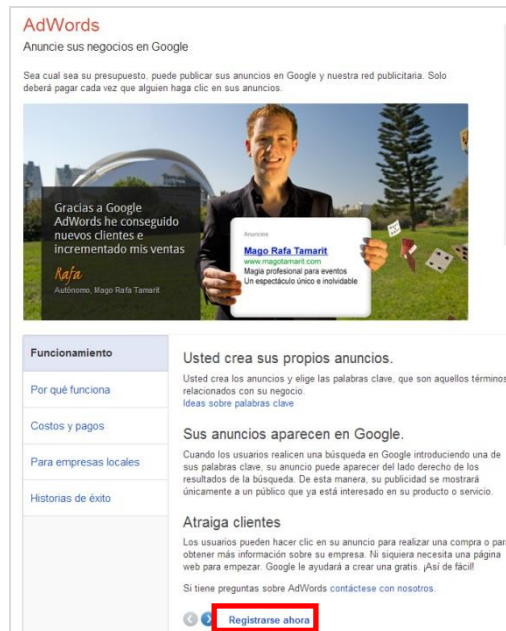 AdWords
Anuncie sus negocios en Google
Sea cual sea su presupuesto, puede publicar sus anuncios en Google y nuestra red publicitaria. Solo
deberá pagar cada vez que alguien haga clic en sus anuncios.
Gracias a Google
AdWords he conseguido
nuevos clientes e
incrementado mis ventas
Rafa
Autónomo, Mago Rafa Tamarit
Anuncios
Mago Rafa Tamarit
www.magotamarit.com
Magia profesional para eventos
Un espectáculo único e inolvidable
Funcionamiento
Por qué funciona
Costos y pagos
Para empresas locales
Historias de éxito
Usted crea sus propios anuncios.
Usted crea los anuncios y elige las palabras clave, que son aquellos términos
relacionados con su negocio.
Ideas sobre palabras clave
Sus anuncios aparecen en Google.
Cuando los usuarios realicen una búsqueda en Google introduciendo una de
sus palabras clave, su anuncio puede aparecer del lado derecho de los
resultados de la búsqueda. De esta manera, su publicidad se mostrará
únicamente a un público que ya está interesado en su producto o servicio.
Atraiga clientes
Los usuarios pueden hacer clic en su anuncio para realizar una compra o par
obtener más información sobre su empresa. Ni siquiera necesita una página
web para empezar. Google le ayudará a crear una gratis. ¡Así de fácil!
Si tiene preguntas sobre AdWords contáctese con nosotros.
Registrarse ahora